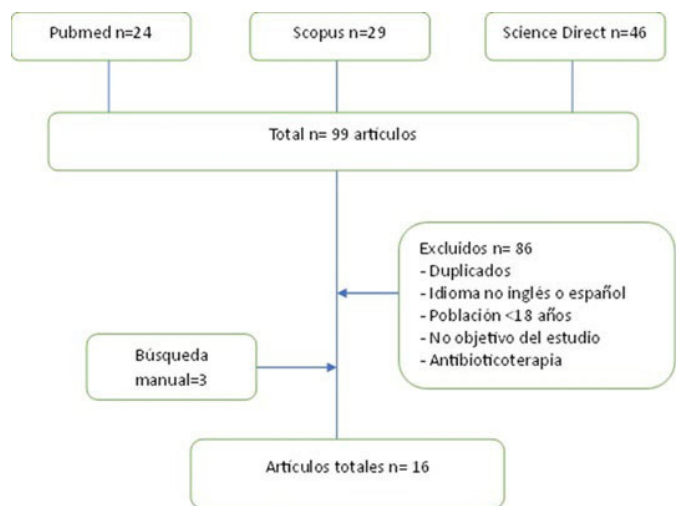 Pubmed n=24
Scopus n=29
Science Direct n=46
Total n= 99 artículos
Excluidos n= 86
- Duplicados
- Idioma no inglés o español
- Población <18 años
- No objetivo del estudio
- Antibioticoterapia
Búsqueda
manual=3
Artículos totales n= 16